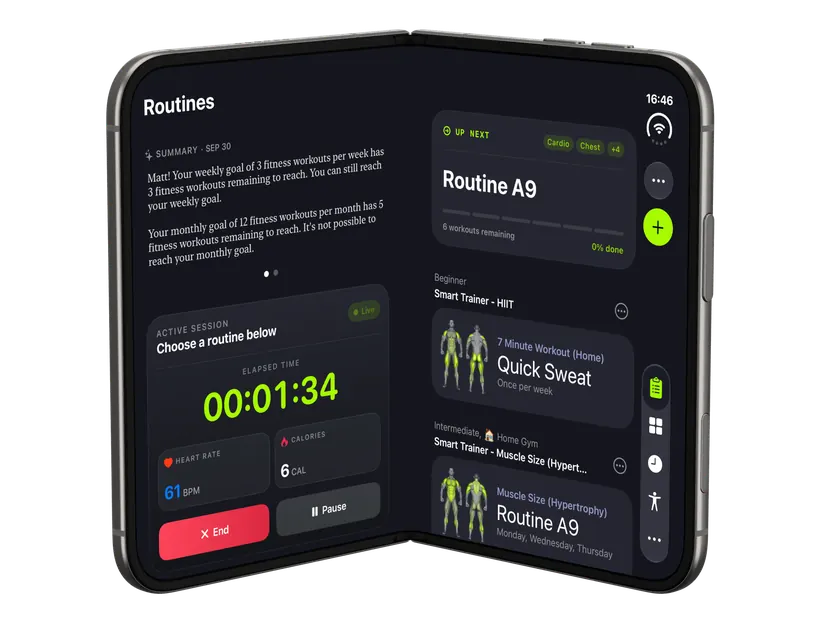 Routines
SUMMARY - SEP 30
Matt! Your weekly goal of 3 fitness workouts per week has
3 fitness workouts remaining to reach. You can still reach
your weekly goal.
Your monthly goal of 12 fitness workouts per month has 5
fitness workouts remaining to reach. It's not possible to
reach your monthly goal.
ACTIVE SESSION
Choose a routine below
Live
ELAPSED TIME
00:01:34
HEART RATE
61 BPM
CALORIES
6 CAL
End
Pause
16:46
UP NEXT
Cardio
Chest
+4
Routine A9
6 workouts remaining
0% done
Beginner
Smart Trainer - HIIT
7 Minute Workout (Home)
Quick Sweat
Once per week
Intermediate, 🏠 Home Gym
Smart Trainer - Muscle Size (Hypert...
Muscle Size (Hypertrophy)
Routine A9
Monday, Wednesday, Thursday